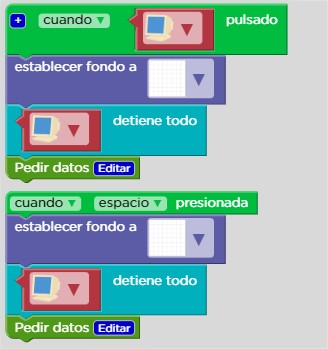 + cuando ▾ pulsado
establecer fondo a
detiene todo
Pedir datos Editar
cuando ▾ espacio ▾ presionada
establecer fondo a
detiene todo
Pedir datos Editar